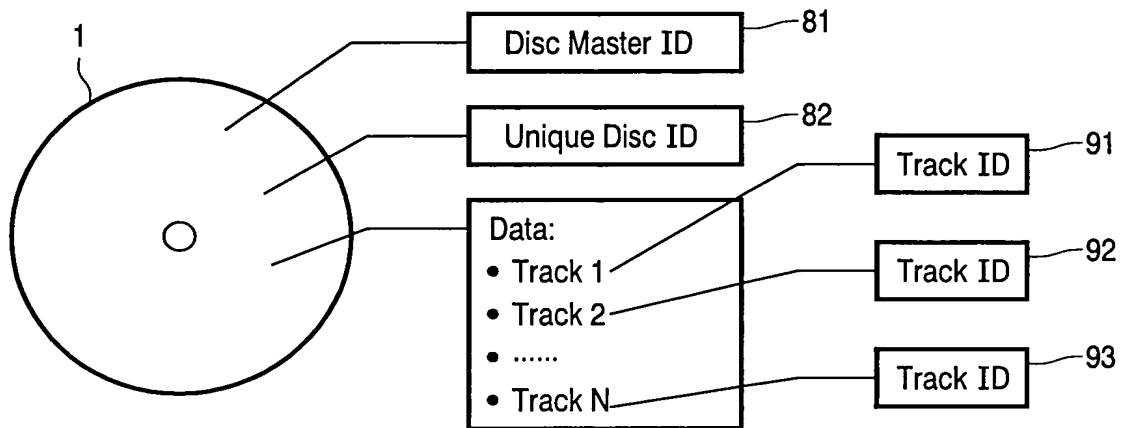 1
Disc Master ID
81
Unique Disc ID
82
Data:
• Track 1
• Track 2
• ......
• Track N
Track ID
91
Track ID
92
Track ID
93